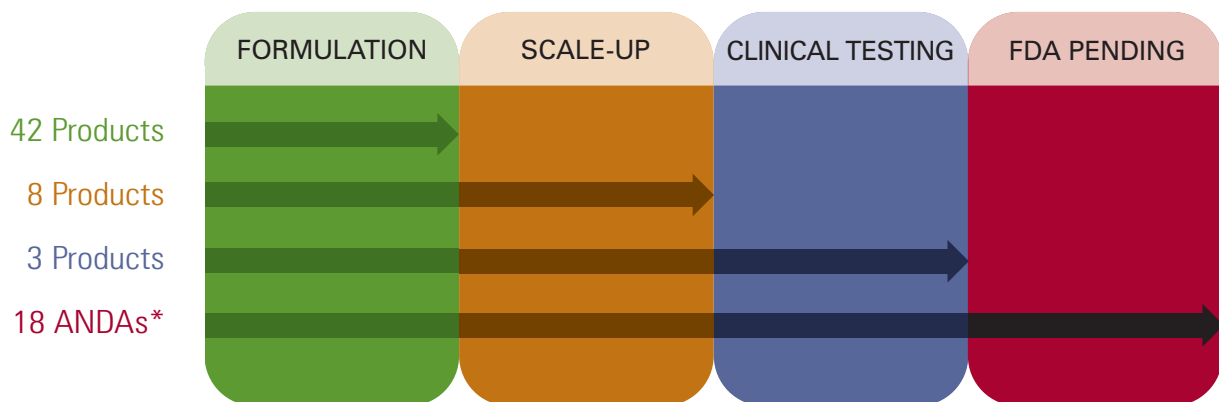 FORMULATION
SCALE-UP
CLINICAL TESTING
FDA PENDING
42 Products
8 Products
3 Products
18 ANDAs*